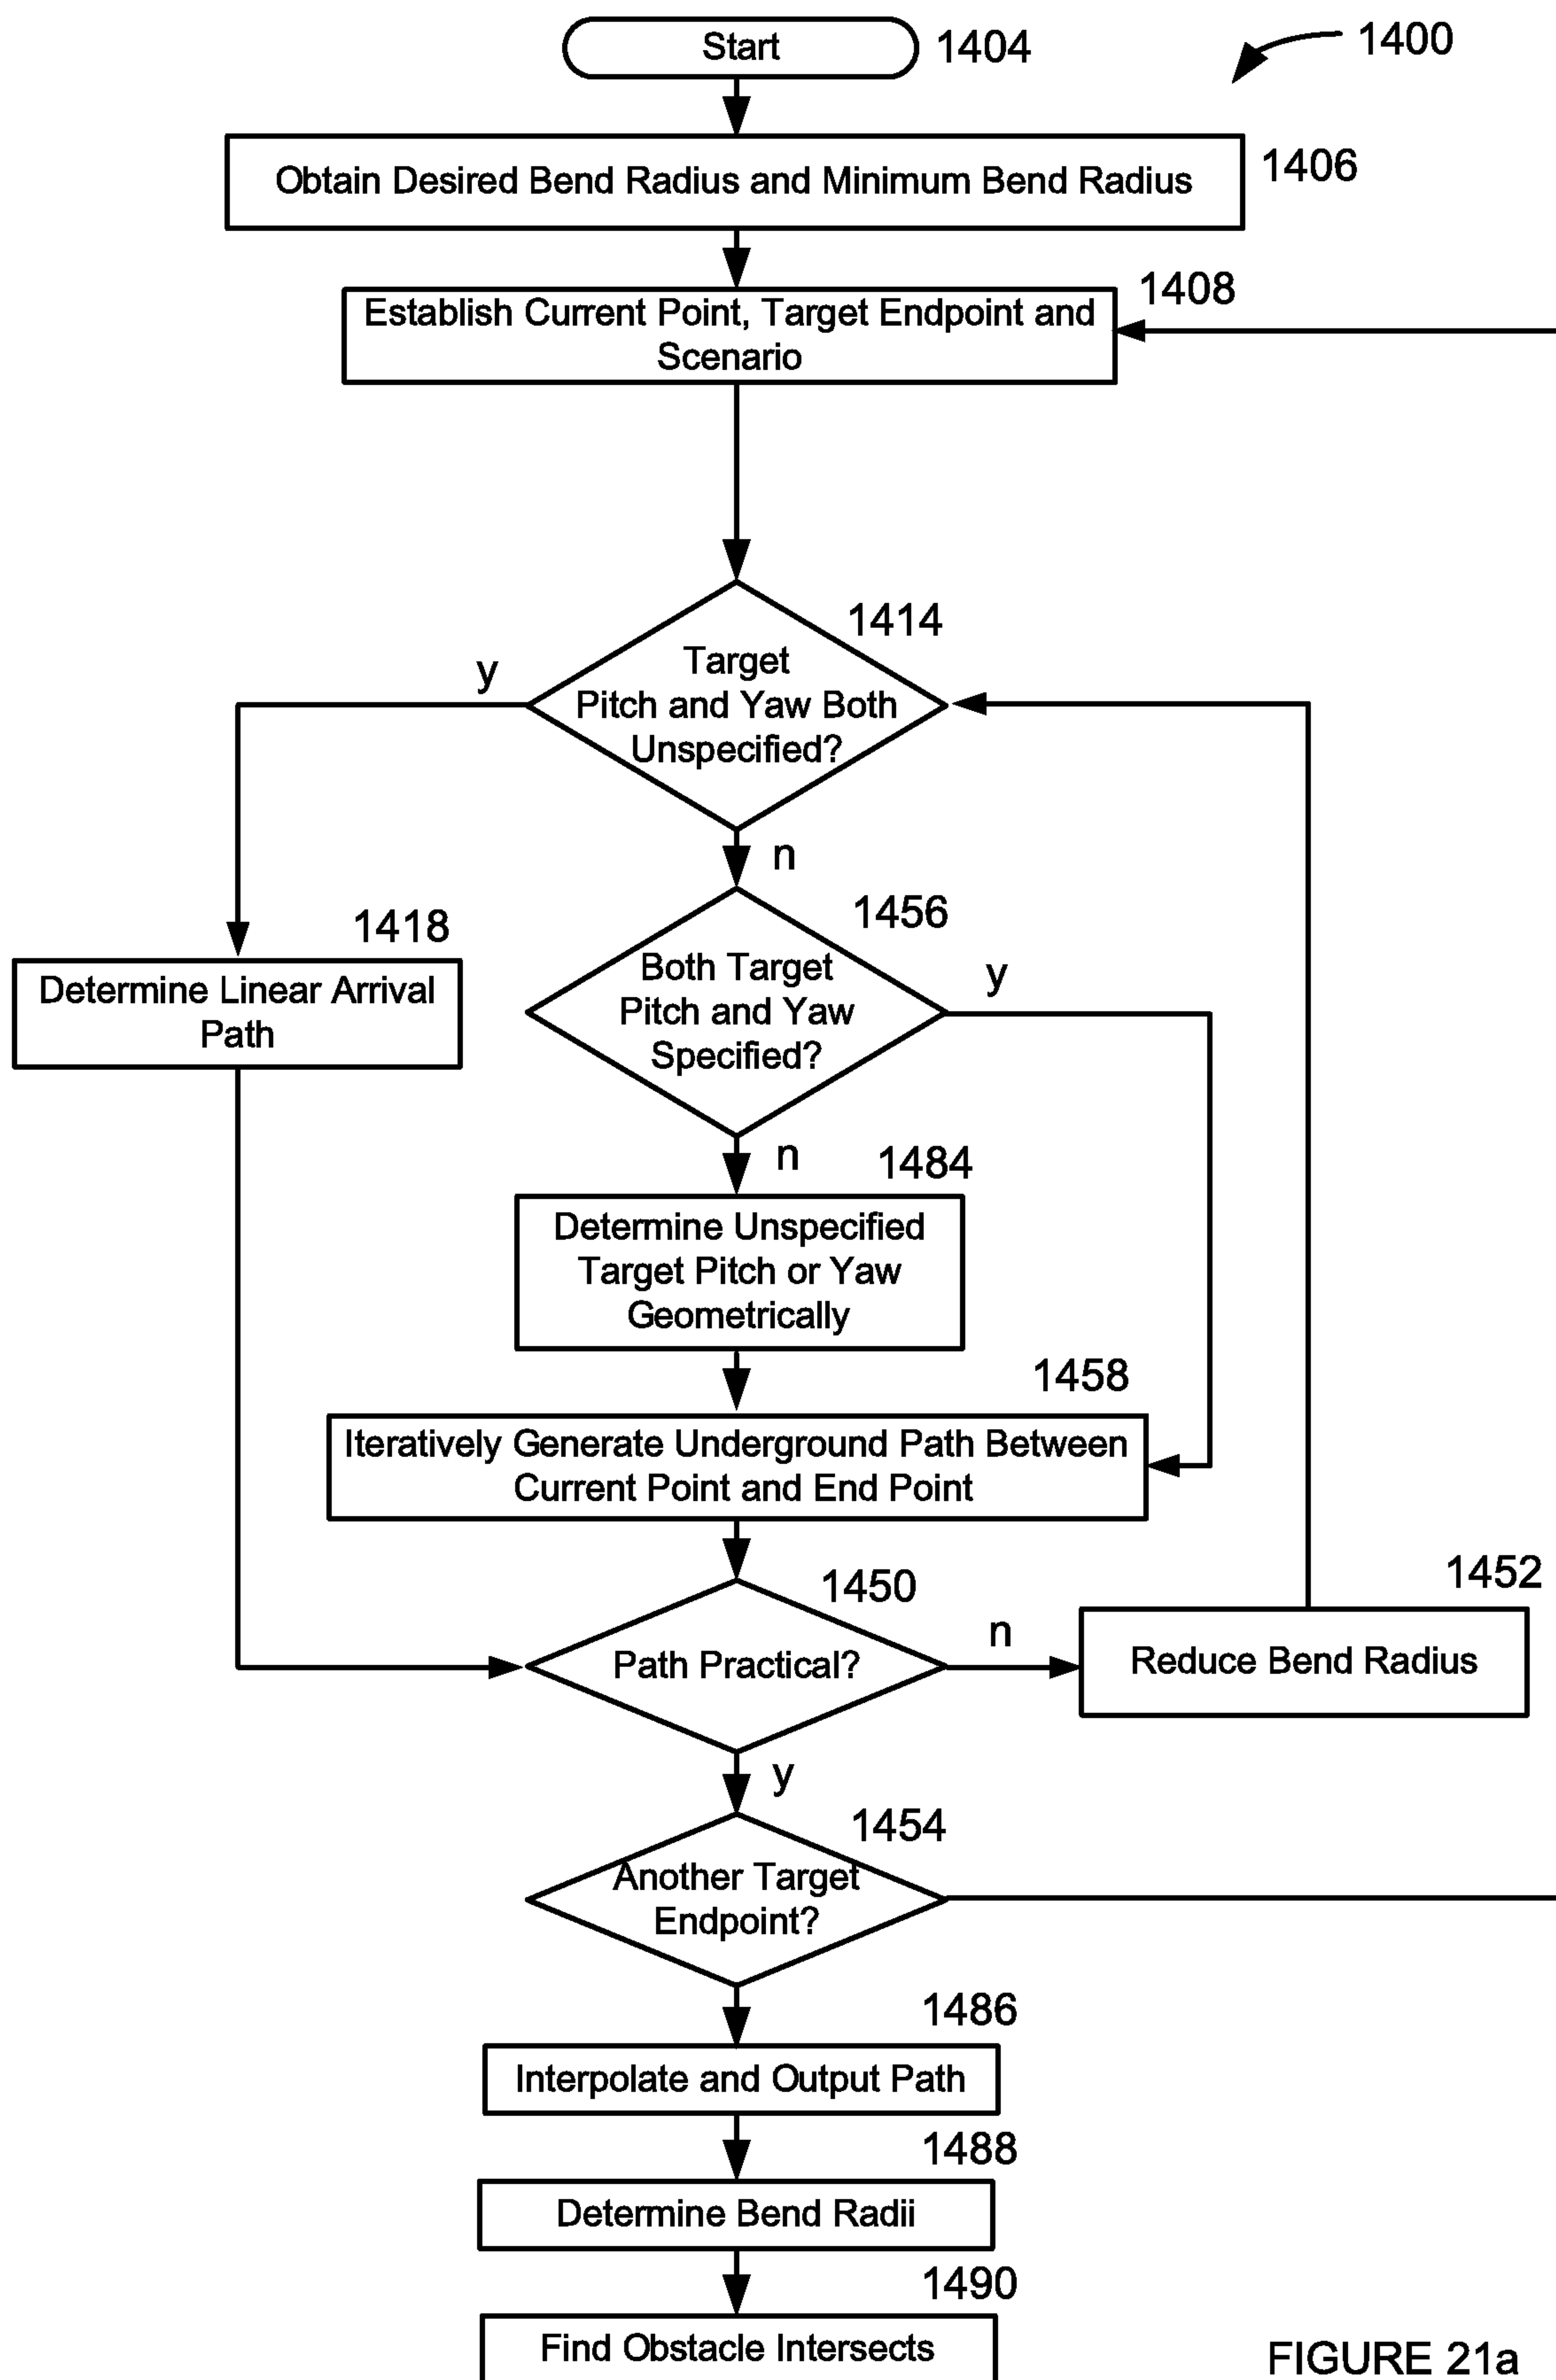 Start
1404
1400
Obtain Desired Bend Radius and Minimum Bend Radius
1406
1408
Establish Current Point, Target Endpoint and
Scenario
1414
y
Target
Pitch and Yaw Both
Unspecified?
n
1418
1456
Determine Linear Arrival
Path
Both Target
Pitch and Yaw
Specified?
y
n
1484
Determine Unspecified
Target Pitch or Yaw
Geometrically
1458
Iteratively Generate Underground Path Between
Current Point and End Point
1450
1452
Path Practical?
n
Reduce Bend Radius
y
1454
Another Target
Endpoint?
1486
Interpolate and Output Path
1488
Determine Bend Radii
1490
Find Obstacle Intersects
FIGURE 21a